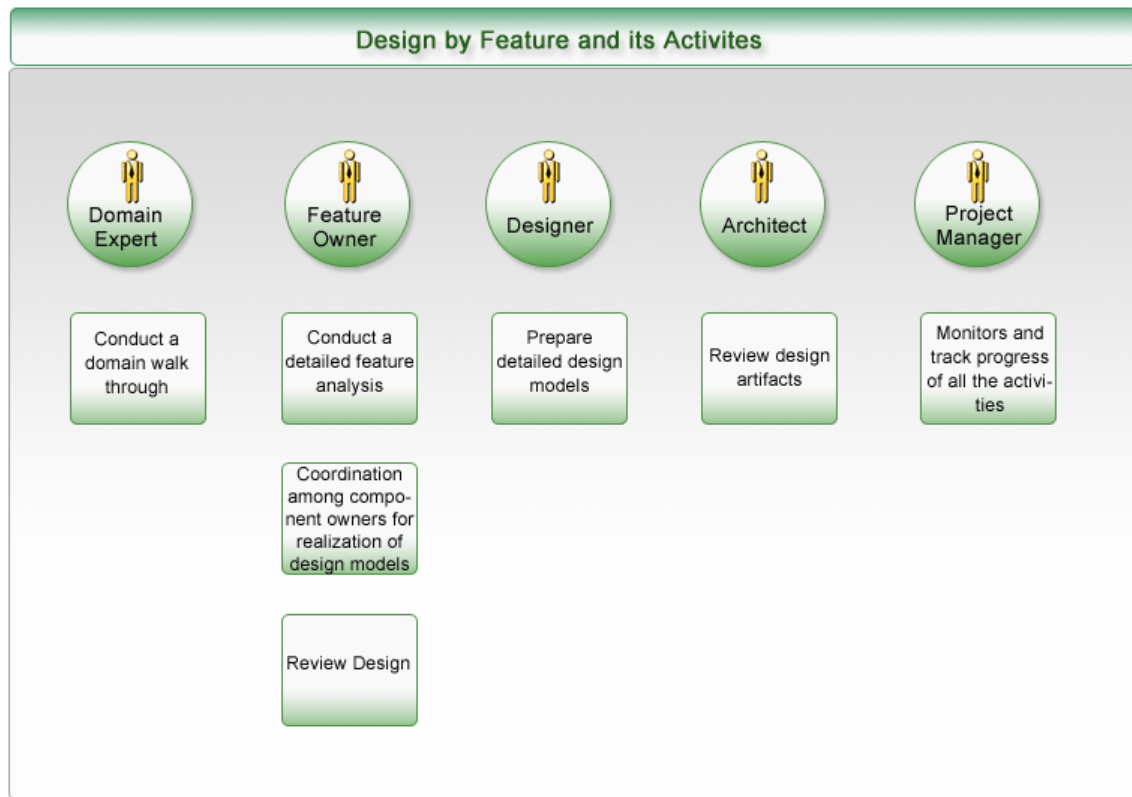 Design by Feature and its Activites
Domain
Expert
Feature
Owner
Designer
Architect
Project
Manager
Conduct a
domain walk
through
Conduct a
detailed feature
analysis
Prepare
detailed design
models
Review design
artifacts
Monitors and
track progress
of all the activi-
ties
Coordination
among compo-
nent owners for
realization of
design models
Review Design